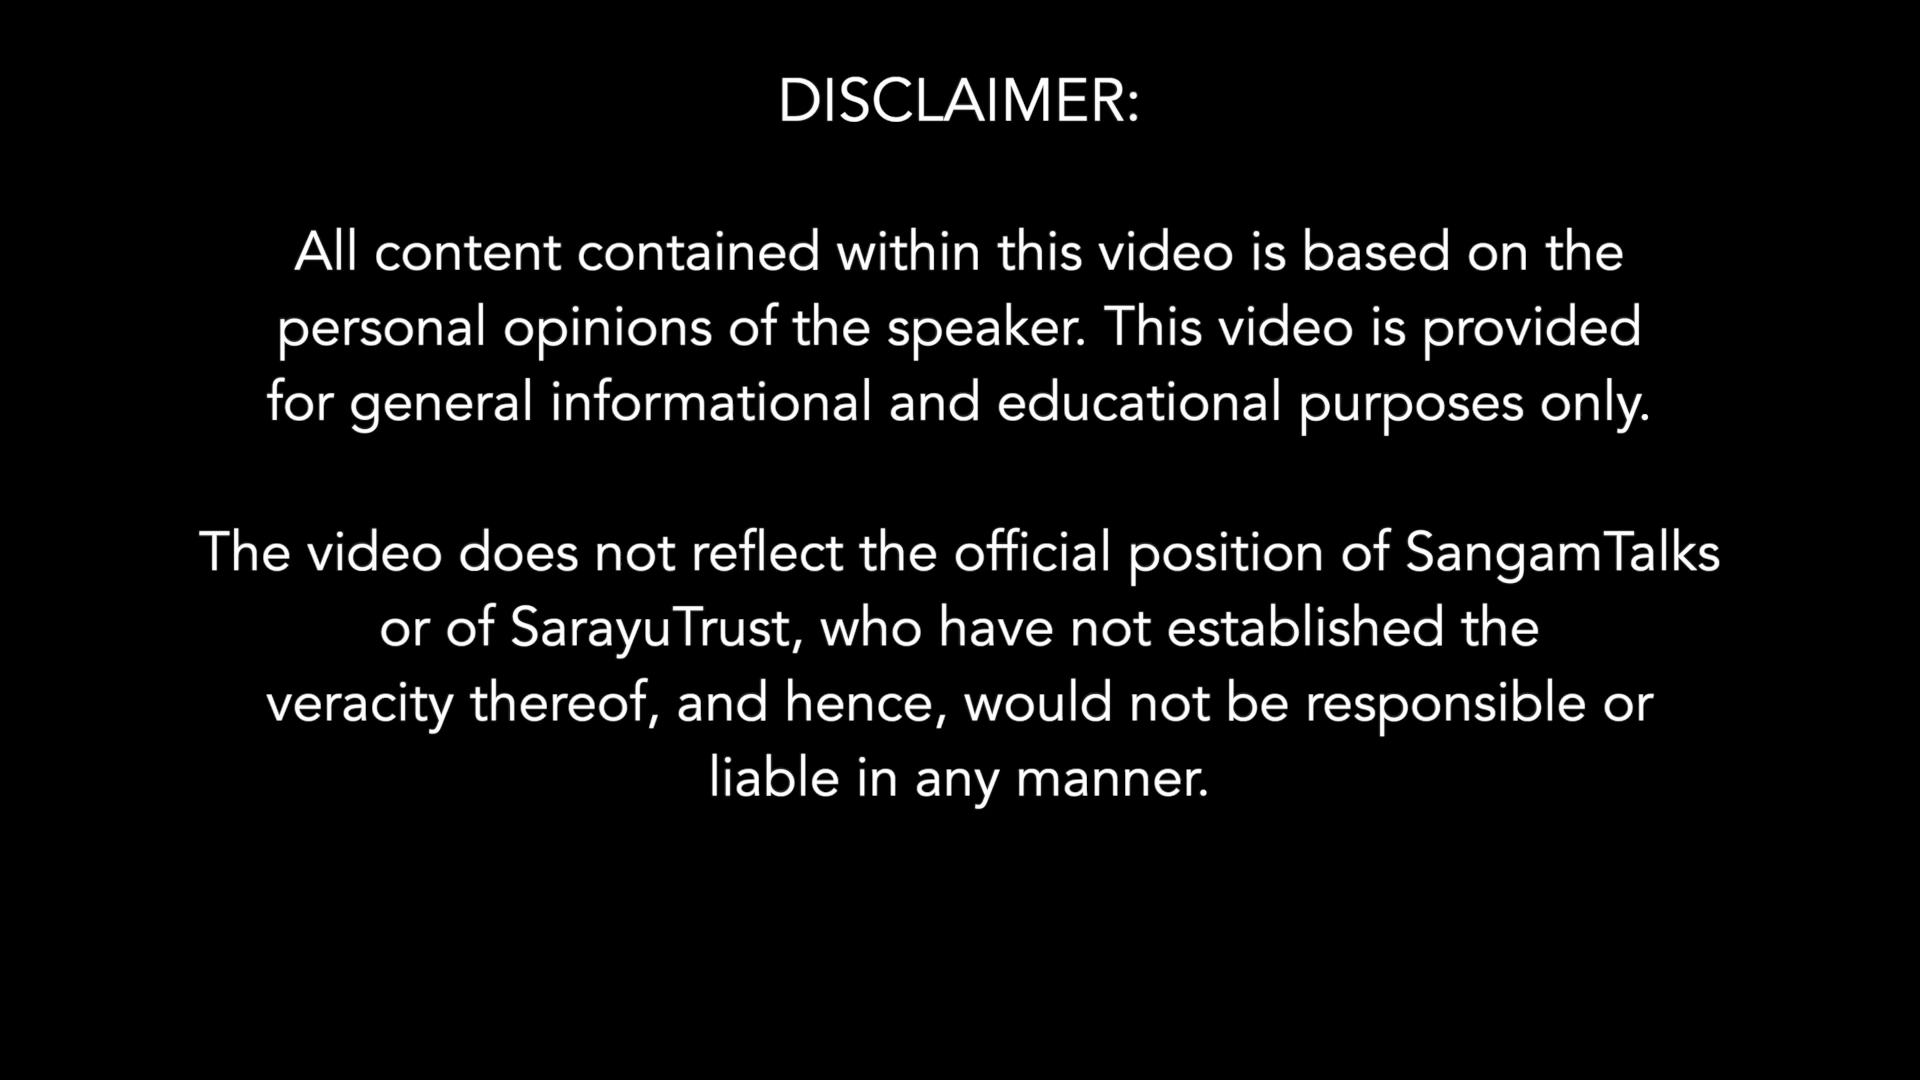 DISCLAIMER:
All content contained within this video is based on the
personal opinions of the speaker. This video is provided
for general informational and educational purposes only.
The video does not reflect the official position of SangamTalks
or of SarayuTrust, who have not established the
veracity thereof, and hence, would not be responsible or
liable in any manner.